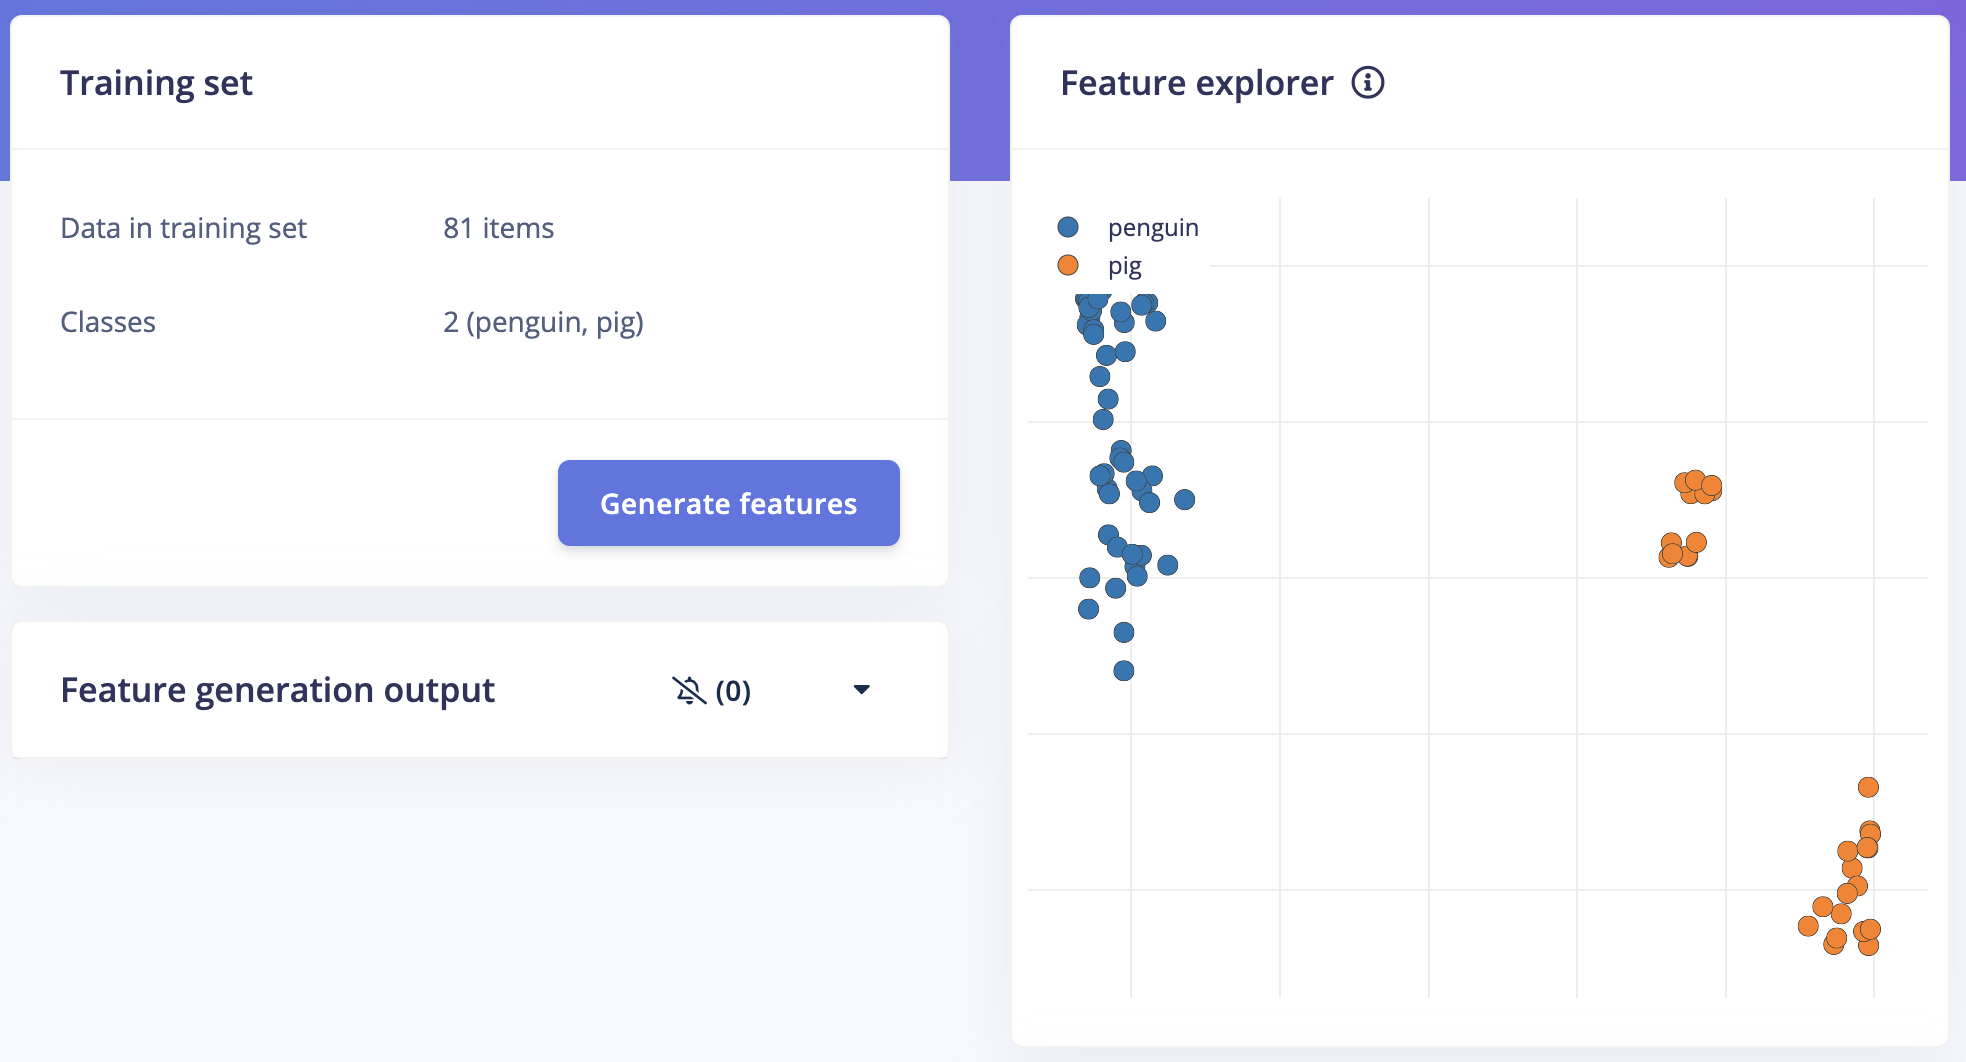 Training set
Data in training set 81 items
Classes 2 (penguin, pig)
Generate features
Feature generation output (0)
Feature explorer
penguin
pig